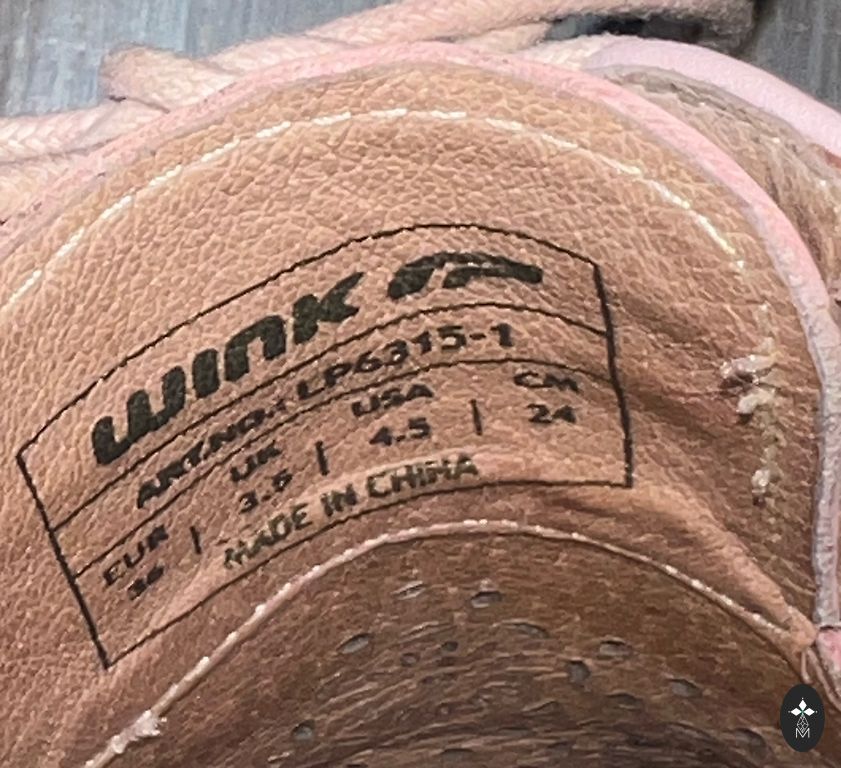 WINK
ART.NO.: LP6315-1
EUR | UK | USA | CM
36 | 3.5 | 4.5 | 24
MADE IN CHINA
M